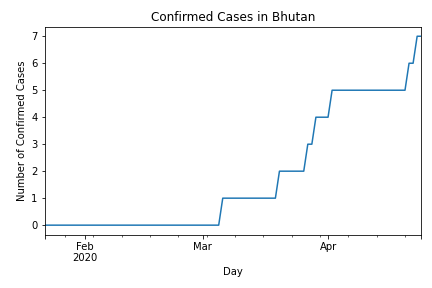 Confirmed Cases in Bhutan
Number of Confirmed Cases
7
6
5
4
3
2
1
0
Feb
2020
Mar
Apr
Day